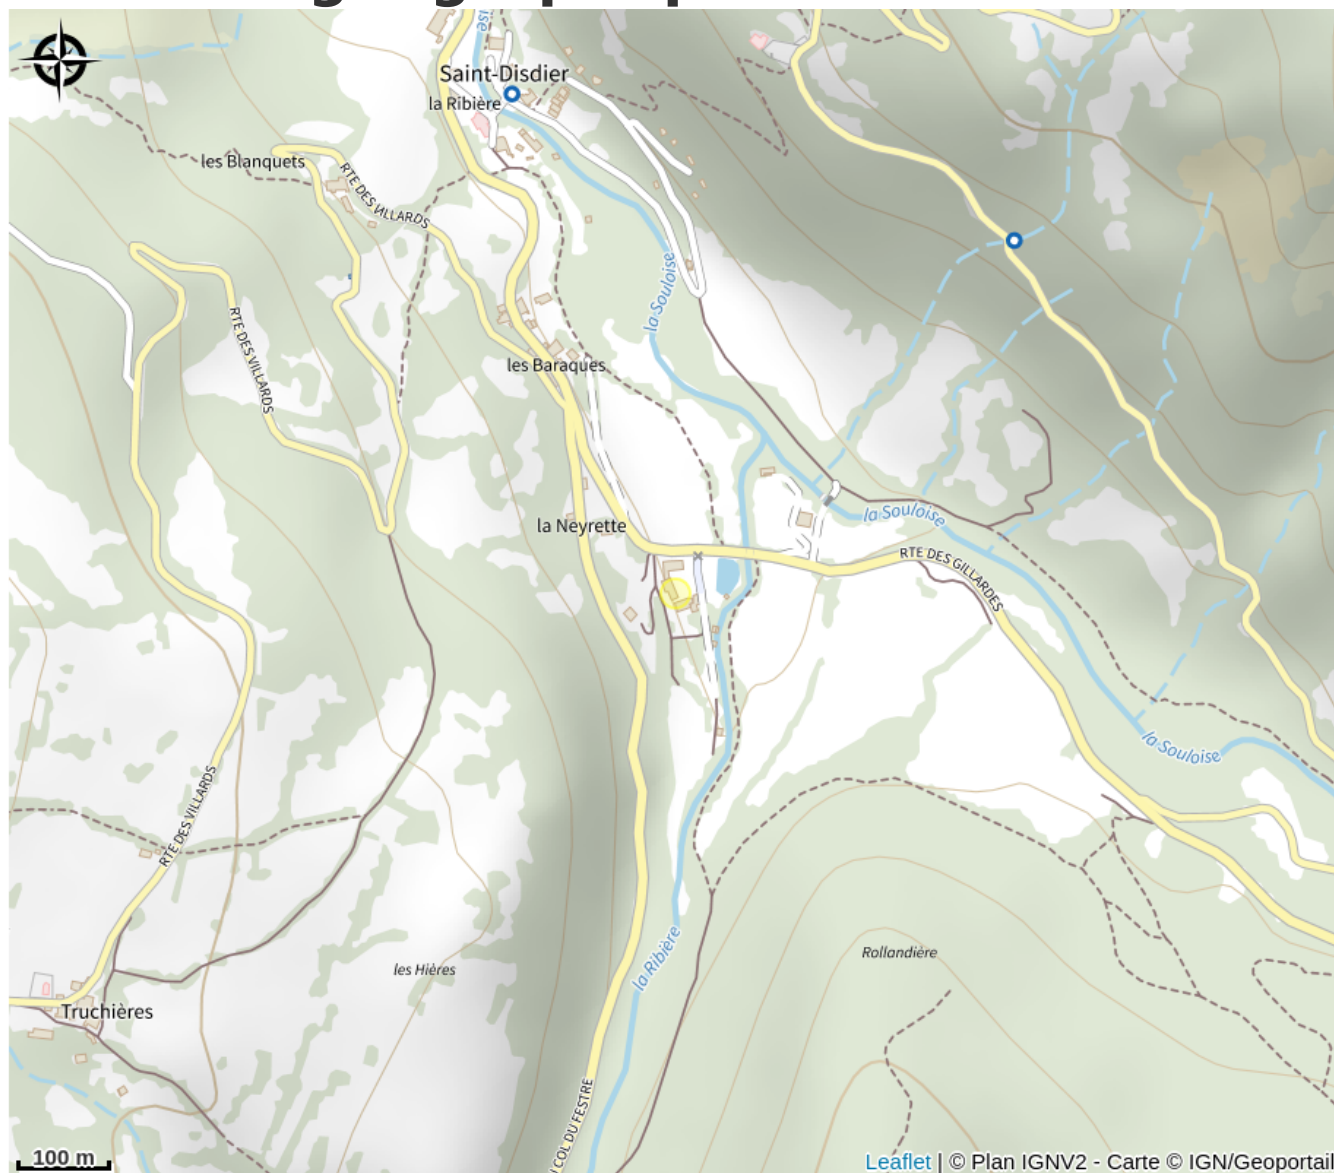 Saint-Disdier
la Ribière
les Blanquets
RTE DES VILLARDS
la Souloise
RTE DES VILLARDS
les Baraques
la Neyrette
la Souloise
RTE DES GILLARDES
la Souloise
RTE DES VILLARDS
la Ribière
Rollandière
les Hières
Truchières
COL DU FESTRE
100 m
Leaflet | © Plan IGNV2 - Carte © IGN/Geoportail